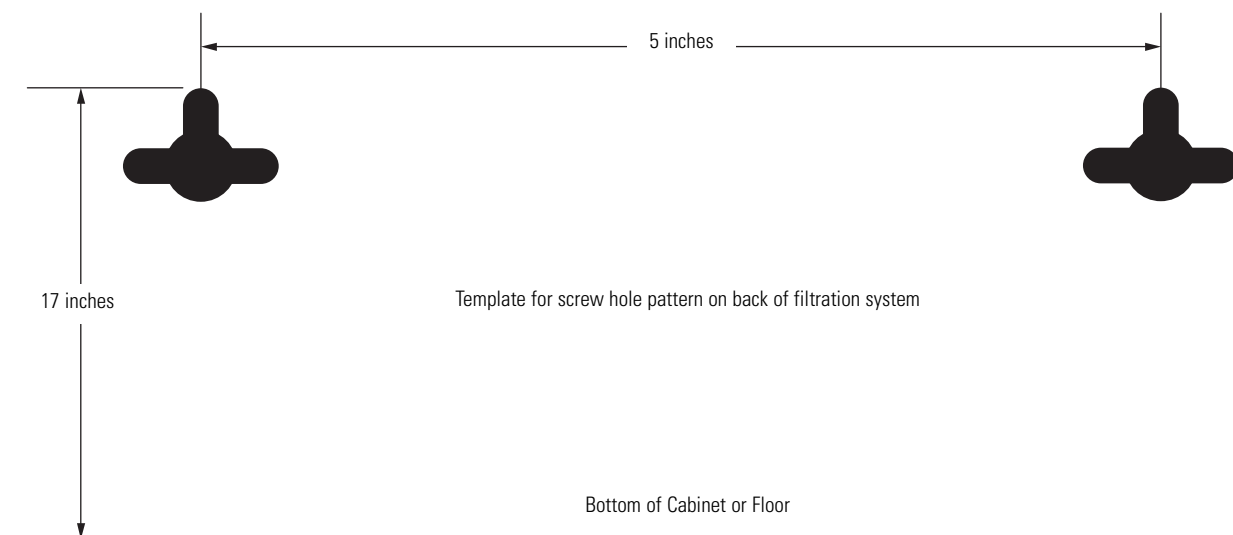 5 inches
17 inches
Template for screw hole pattern on back of filtration system
Bottom of Cabinet or Floor